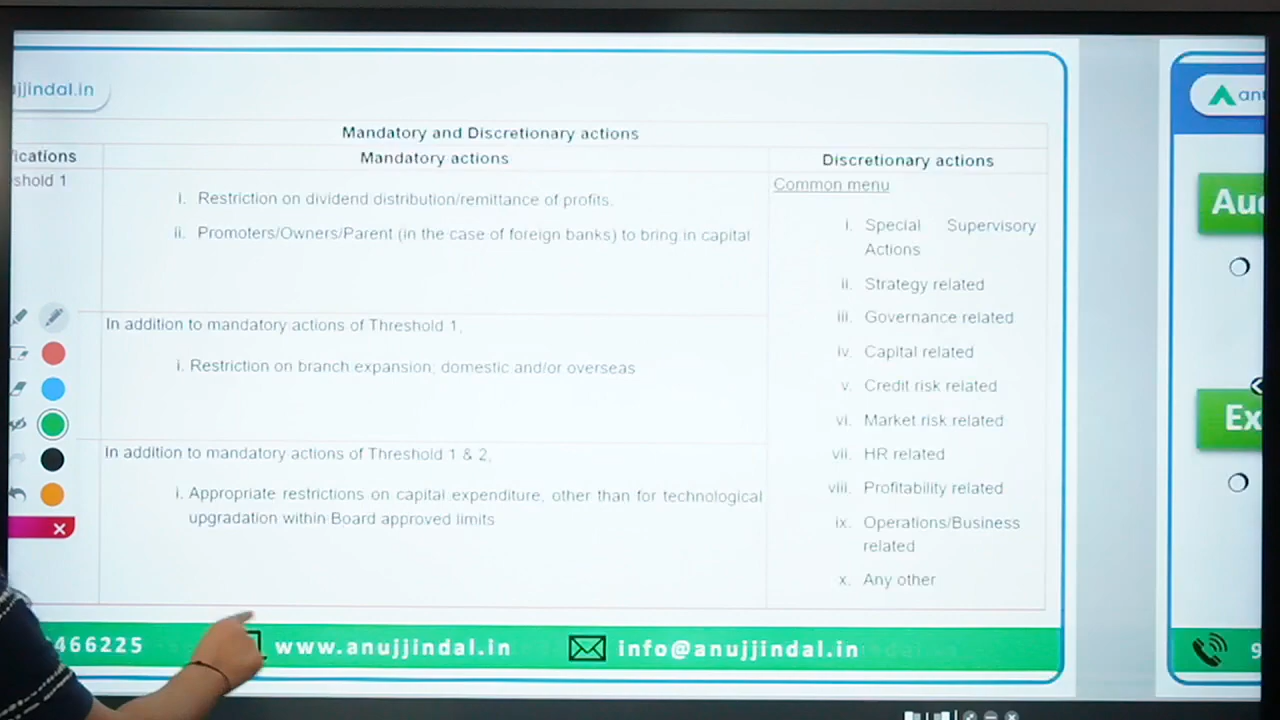 jjindal.in
Mandatory and Discretionary actions
ications
Mandatory actions
Discretionary actions
shold 1
i. Restriction on dividend distribution/remittance of profits.
ii. Promoters/Owners/Parent (in the case of foreign banks) to bring in capital
In addition to mandatory actions of Threshold 1,
i. Restriction on branch expansion; domestic and/or overseas
In addition to mandatory actions of Threshold 1 & 2,
i. Appropriate restrictions on capital expenditure, other than for technological
upgradation within Board approved limits
Common menu
i. Special Supervisory
Actions
ii. Strategy related
iii. Governance related
iv. Capital related
v. Credit risk related
vi. Market risk related
vii. HR related
viii. Profitability related
ix. Operations/Business
related
x. Any other
466225
www.anujjindal.in
info@anujjindal.in
anu
Au
Ex
9